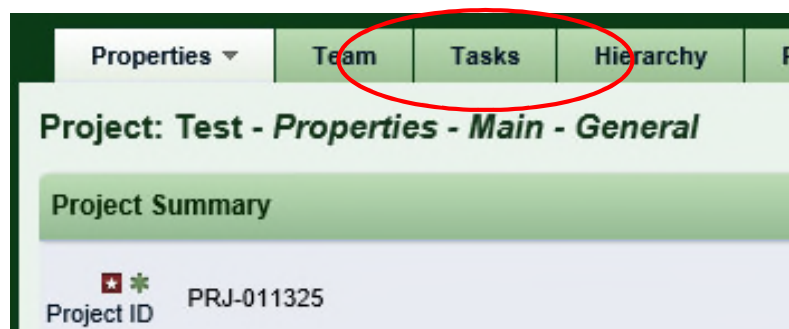 Properties Team Tasks Hierarchy
Project: Test - Properties - Main - General
Project Summary
Project ID PRJ-011325